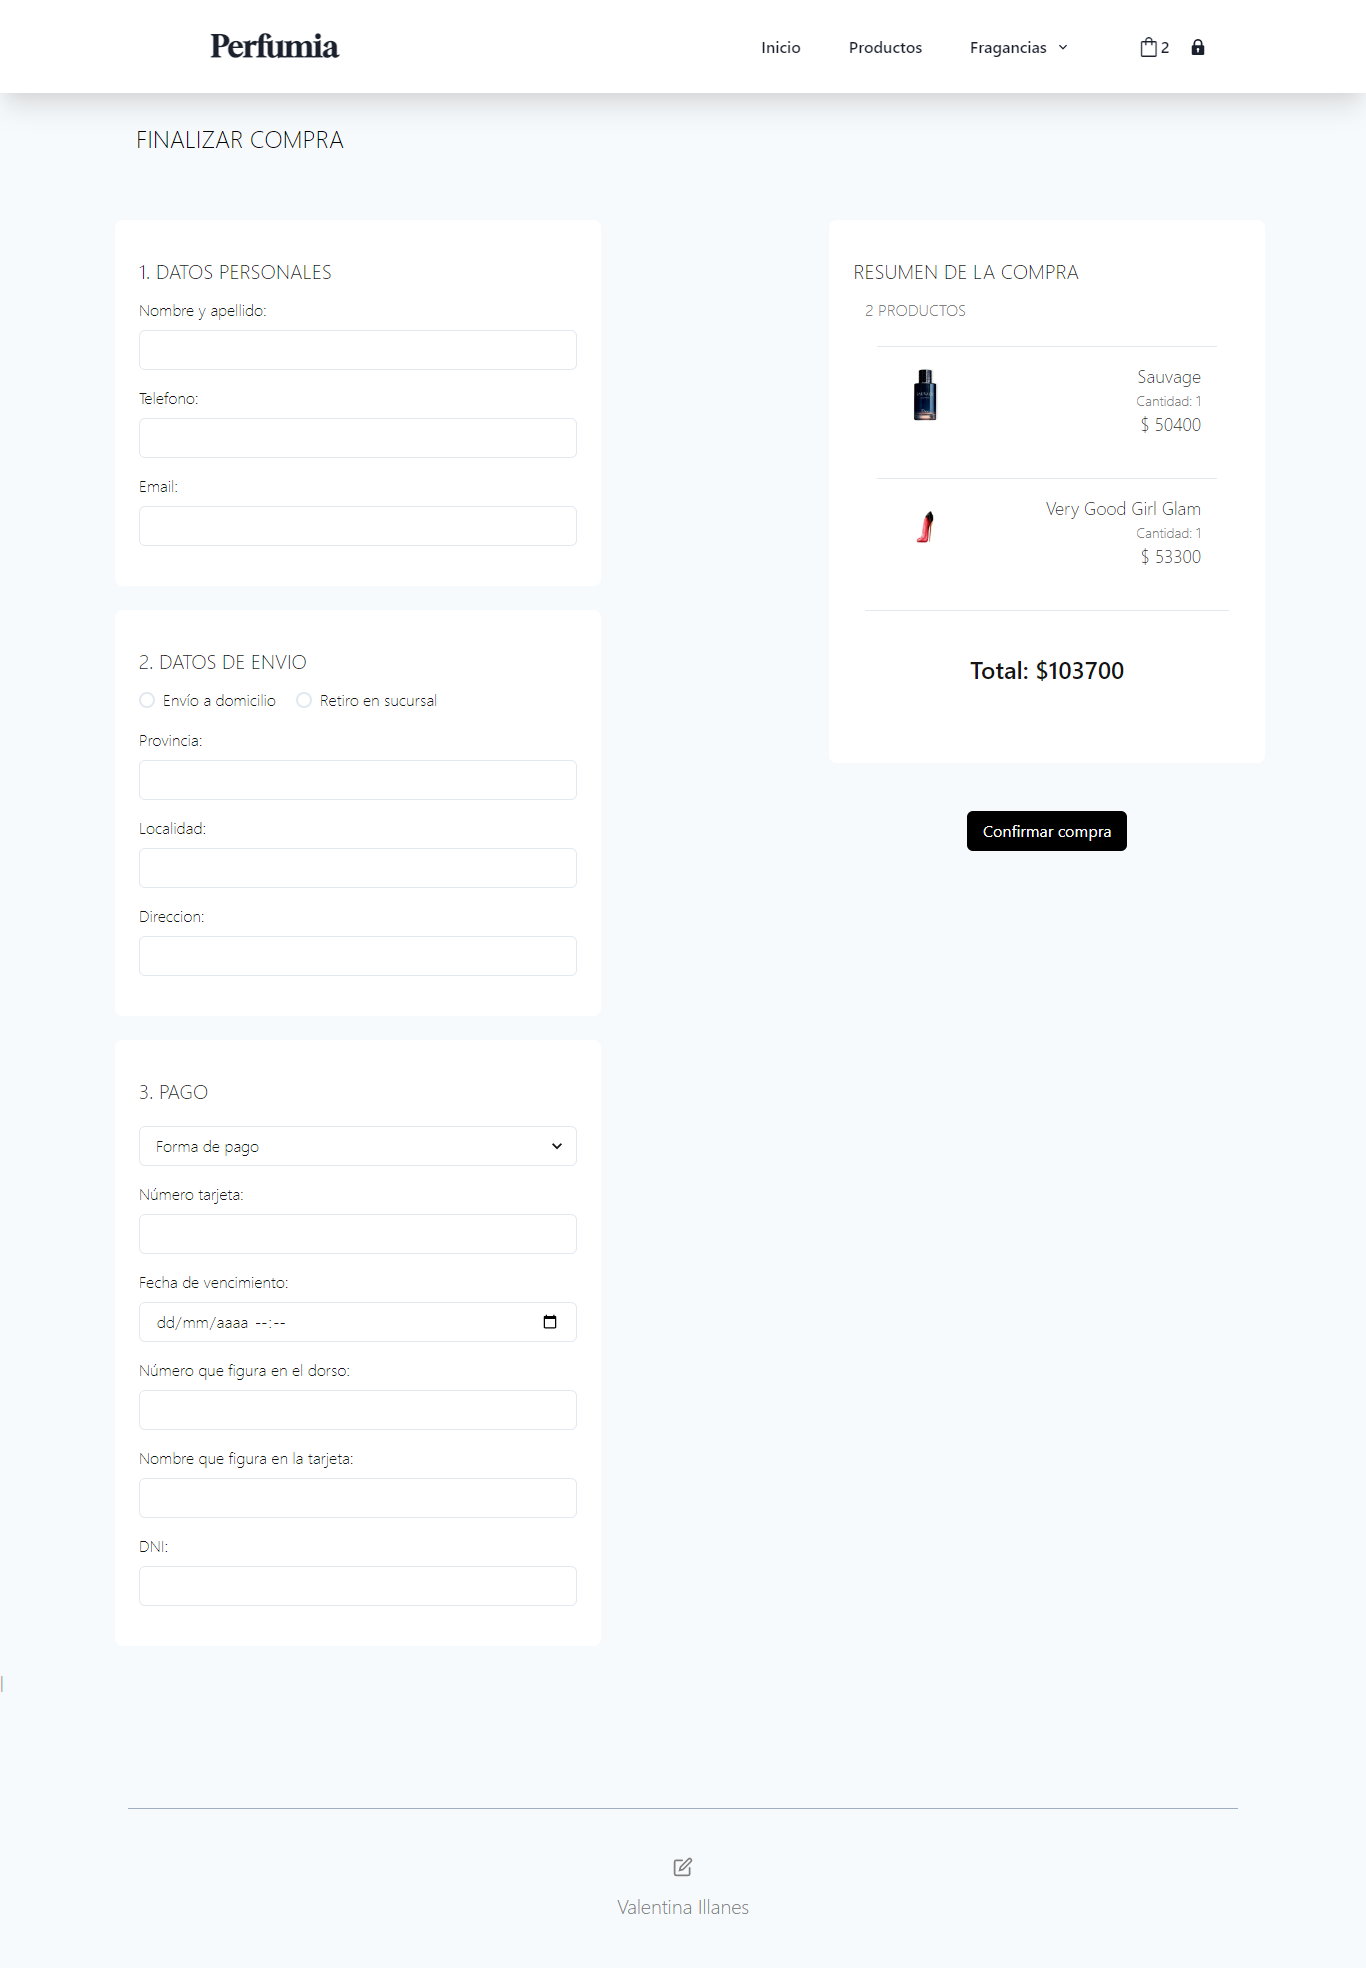 Perfumia
Inicio Productos Fragancias 2
FINALIZAR COMPRA
1. DATOS PERSONALES
Nombre y apellido:
Telefono:
Email:
2. DATOS DE ENVIO
Envío a domicilio Retiro en sucursal
Provincia:
Localidad:
Direccion:
3. PAGO
Forma de pago
Número tarjeta:
Fecha de vencimiento:
dd/mm/aaaa --:--
Número que figura en el dorso:
Nombre que figura en la tarjeta:
DNI:
RESUMEN DE LA COMPRA
2 PRODUCTOS
Sauvage
Cantidad: 1
$ 50400
Very Good Girl Glam
Cantidad: 1
$ 53300
Total: $103700
Confirmar compra
|
Valentina Illanes